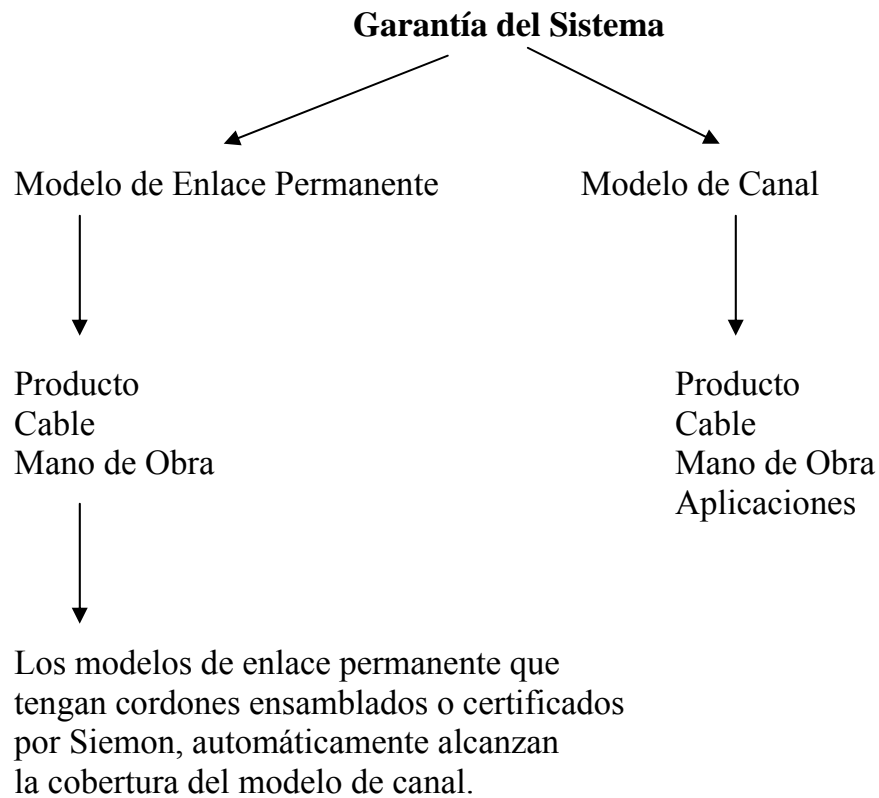 Garantía del Sistema
Modelo de Enlace Permanente
Modelo de Canal
Producto
Cable
Mano de Obra
Producto
Cable
Mano de Obra
Aplicaciones
Los modelos de enlace permanente que
tengan cordones ensamblados o certificados
por Siemon, automáticamente alcanzan
la cobertura del modelo de canal.